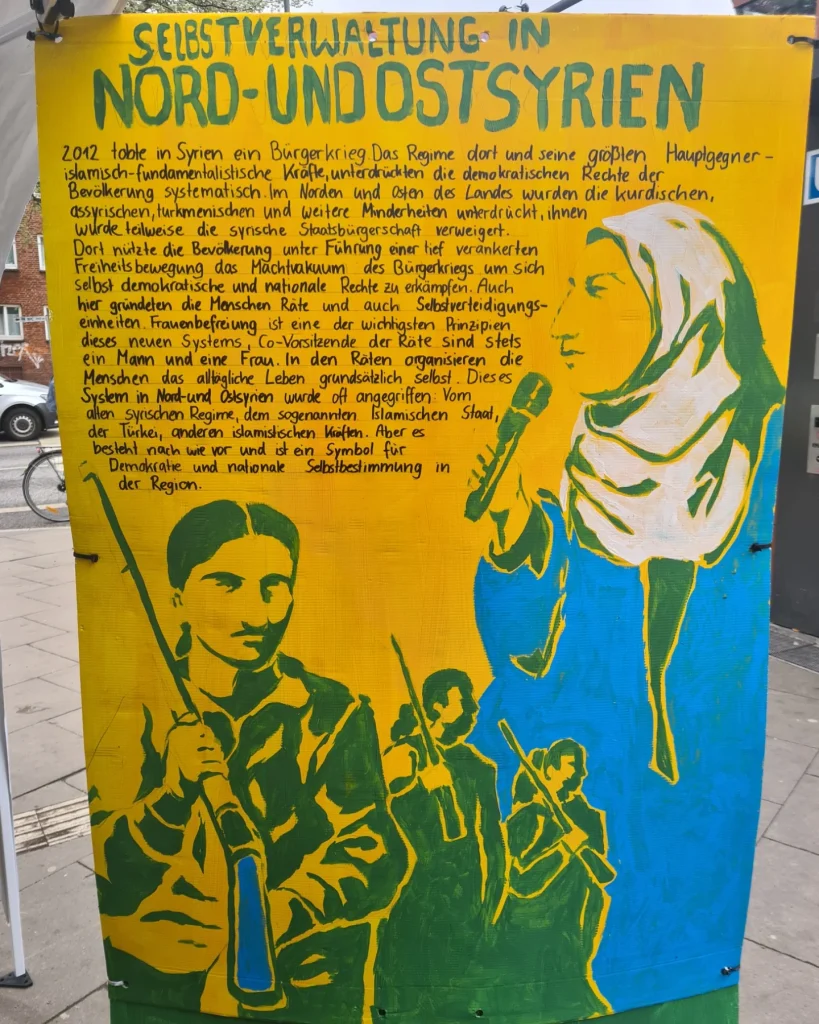 SELBSTVERWALTUNG IN
NORD-UND OSTSYRIEN
2012 tobte in Syrien ein Bürgerkrieg. Das Regime dort und seine größten Hauptgegner-
islamisch-fundamentalistische Kräfte, unterdrückten die demokratischen Rechte der
Bevölkerung systematisch. Im Norden und Osten des Landes wurden die kurdischen,
assyrischen, turkmenischen und weitere Minderheiten unterdrückt, ihnen
wurde teilweise die syrische Staatsbürgerschaft verweigert.
Dort nützte die Bevölkerung unter Führung einer tief verankerten
Freiheitsbewegung das Machtvakuum des Bürgerkriegs um sich
selbst demokratische und nationale Rechte zu erkämpfen. Auch
hier gründeten die Menschen Räte und auch Selbstverteidigungs-
einheiten. Frauenbefreiung ist eine der wichtigsten Prinzipien
dieses neuen Systems, Co-Vorsitzende der Räte sind stets
ein Mann und eine Frau. In den Räten organisieren die
Menschen das alltägliche Leben grundsätzlich selbst. Dieses
System in Nord-und Ostsyrien wurde oft angegriffen: Vom
alten syrischen Regime, dem sogenannten Islamischen Staat,
der Türkei, anderen islamistischen Kräften. Aber es
besteht nach wie vor und ist ein Symbol für
Demokratie und nationale Selbstbestimmung in
der Region.